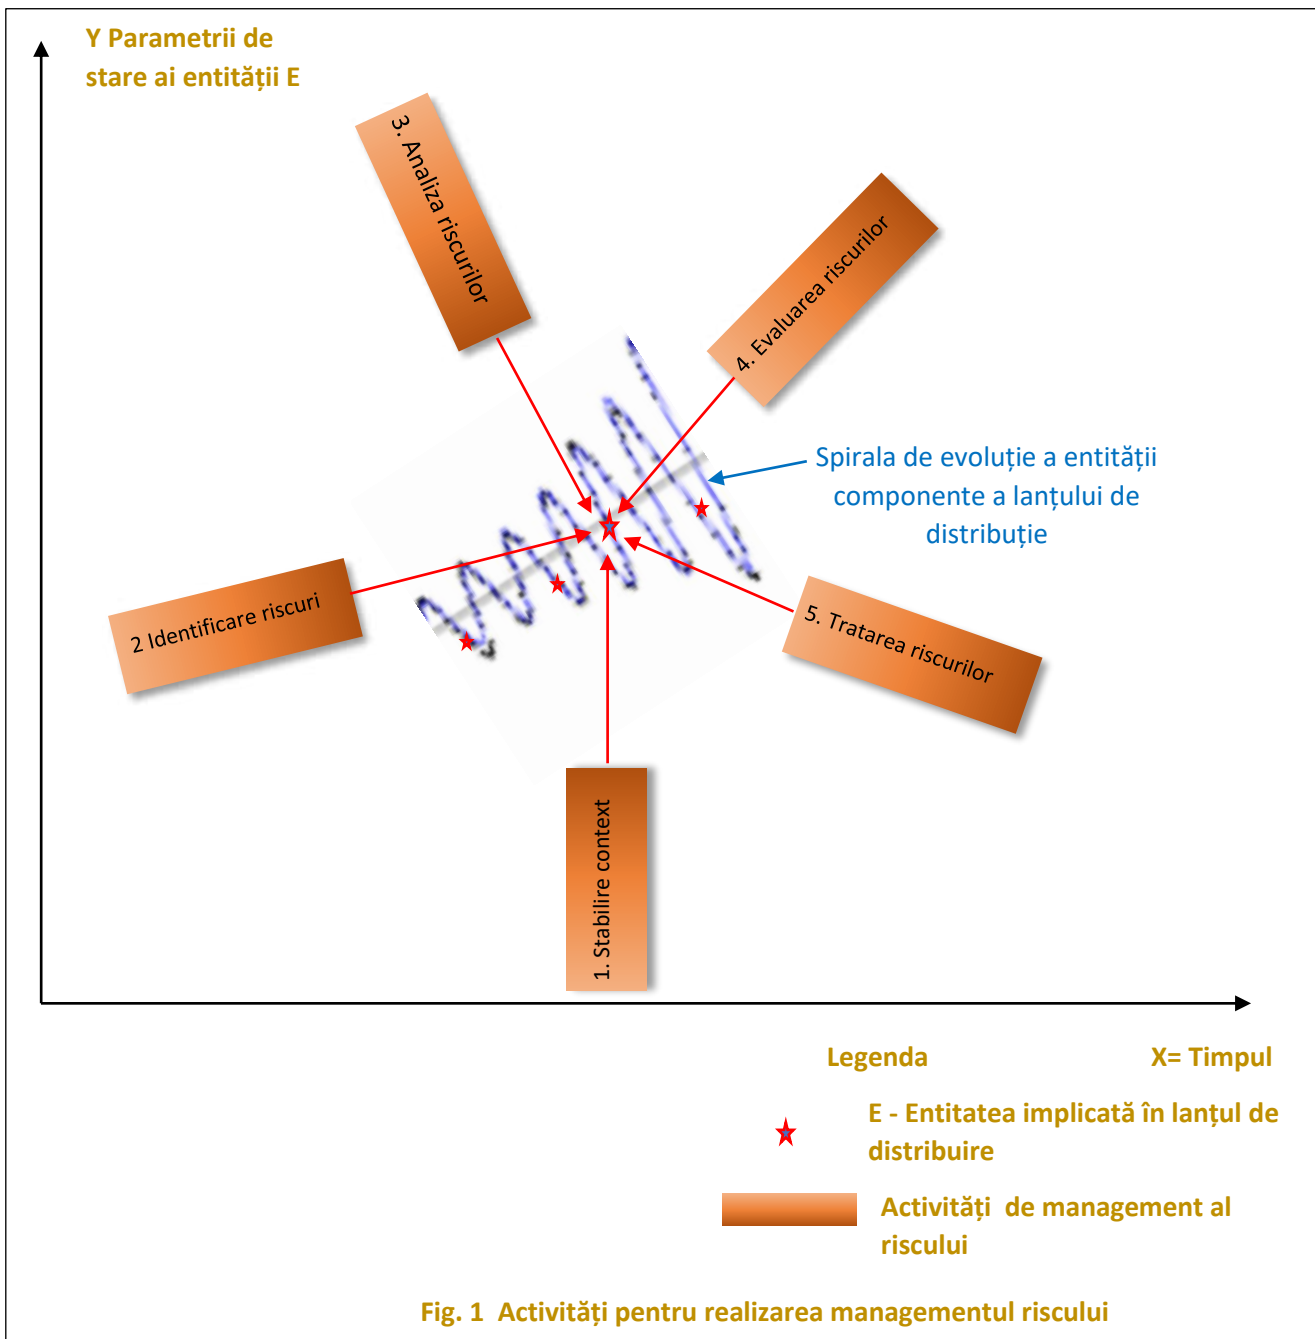 Y Parametrii de
stare ai entității E
3. Analiza
riscurilor
4. Evaluarea riscurilor
Spirala de evoluție a entității
componente a lanțului de
distribuție
2 Identificare riscuri
5. Tratarea riscurilor
1. Stabilire context
Legenda
X= Timpul
E - Entitatea implicată în lanțul de
distribuire
Activități de management al
riscului
Fig. 1 Activități pentru realizarea managementul riscului